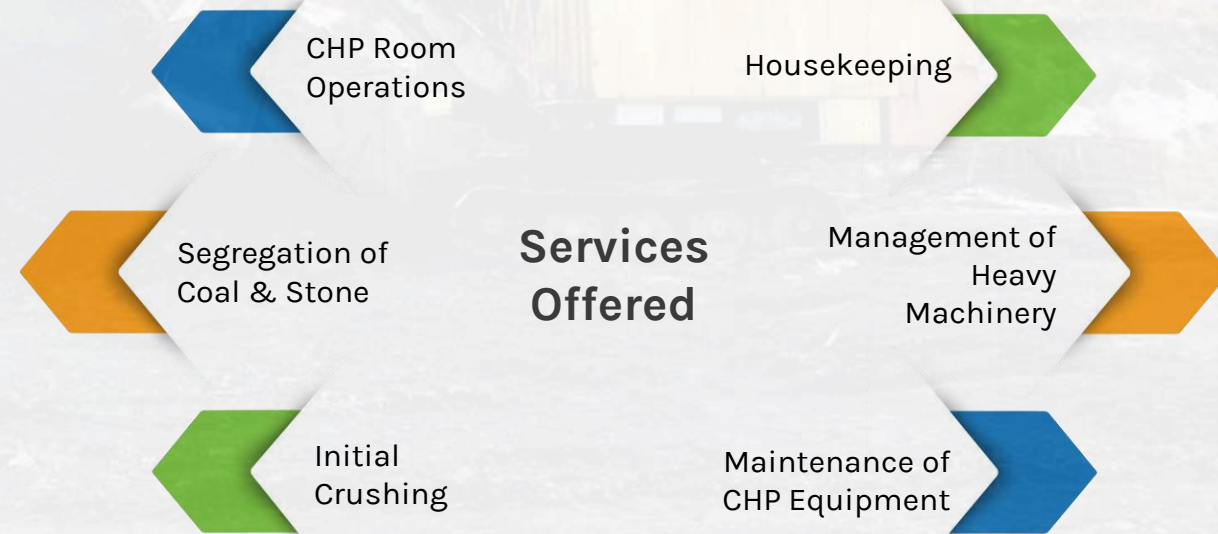 CHP Room
Operations
Housekeeping
Segregation of
Coal & Stone
Services
Offered
Management of
Heavy
Machinery
Initial
Crushing
Maintenance of
CHP Equipment